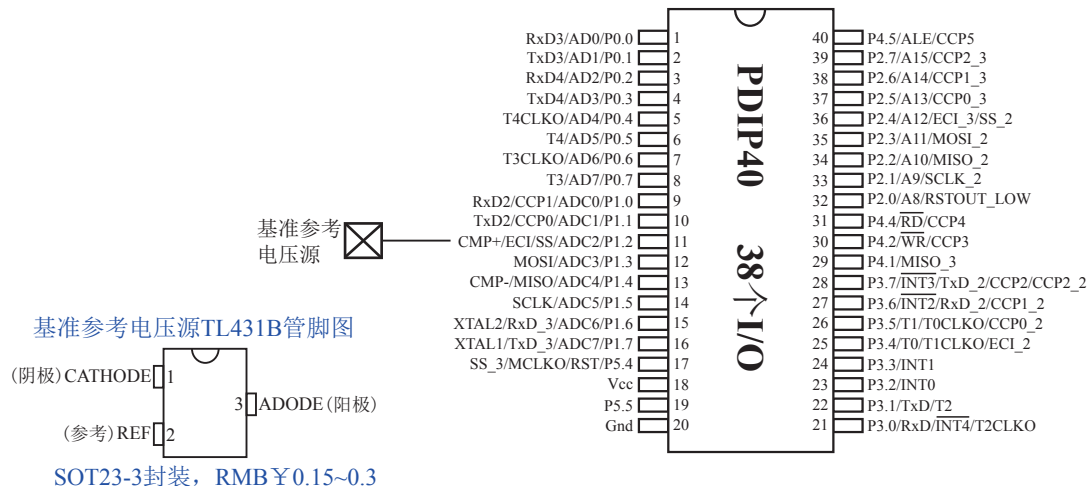 RxD3/AD0/P0.0 1
TxD3/AD1/P0.1 2
RxD4/AD2/P0.2 3
TxD4/AD3/P0.3 4
T4CLKO/AD4/P0.4 5
T4/AD5/P0.5 6
T3CLKO/AD6/P0.6 7
T3/AD7/P0.7 8
RxD2/CCP1/ADC0/P1.0 9
TxD2/CCP0/ADC1/P1.1 10
CMP+/ECI/SS/ADC2/P1.2 11
MOSI/ADC3/P1.3 12
CMP-/MISO/ADC4/P1.4 13
SCLK/ADC5/P1.5 14
XTAL2/RxD_3/ADC6/P1.6 15
XTAL1/TxD_3/ADC7/P1.7 16
SS_3/MCLKO/RST/P5.4 17
Vcc 18
P5.5 19
Gnd 20
PDIP40 38个I/O
40 P4.5/ALE/CCP5
39 P2.7/A15/CCP2_3
38 P2.6/A14/CCP1_3
37 P2.5/A13/CCP0_3
36 P2.4/A12/ECI_3/SS_2
35 P2.3/A11/MOSI_2
34 P2.2/A10/MISO_2
33 P2.1/A9/SCLK_2
32 P2.0/A8/RSTOUT_LOW
31 P4.4/RD/CCP4
30 P4.2/WR/CCP3
29 P4.1/MISO_3
28 P3.7/INT3/TxD_2/CCP2/CCP2_2
27 P3.6/INT2/RxD_2/CCP1_2
26 P3.5/T1/T0CLKO/CCP0_2
25 P3.4/T0/T1CLKO/ECI_2
24 P3.3/INT1
23 P3.2/INT0
22 P3.1/TxD/T2
21 P3.0/RxD/INT4/T2CLKO
基准参考
电压源
基准参考电压源TL431B管脚图
(阴极) CATHODE 1
3 ADODE (阳极)
(参考) REF 2
SOT23-3封装，RMB￥0.15~0.3